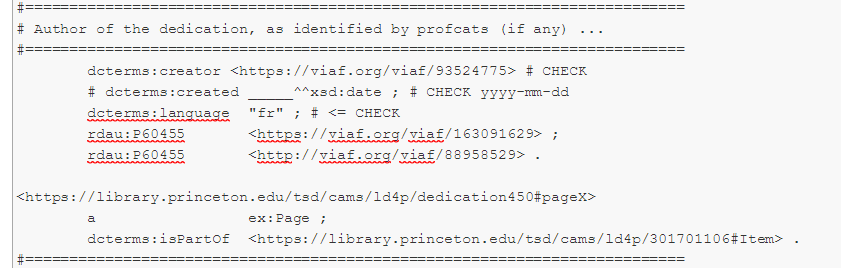 #===========================================================================
# Author of the dedication, as identified by profcats (if any) ...
#===========================================================================
dcterms:creator <https://viaf.org/viaf/93524775> # CHECK
# dcterms:created _____^^xsd:date ; # CHECK yyyy-mm-dd
dcterms:language "fr" ; # <= CHECK
rdau:P60455 <https://viaf.org/viaf/163091629> ;
rdau:P60455 <http://viaf.org/viaf/88958529> .
<https://library.princeton.edu/tsd/cams/ld4p/dedication450#pageX>
a ex:Page ;
dcterms:isPartOf <https://library.princeton.edu/tsd/cams/ld4p/301701106#Item> .
#===========================================================================